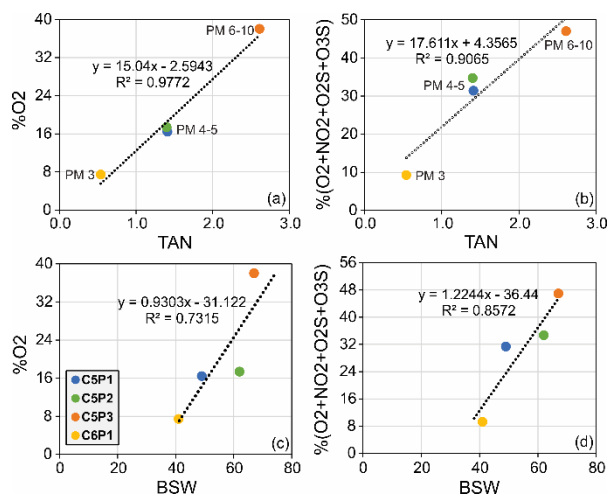 40
32
24
16
8
0
%O2
y = 15.04x - 2.5943
R² = 0.9772
PM 6-10
PM 4-5
PM 3
(a)
0.0 1.0 2.0 3.0
TAN
50
40
30
20
10
0
%(O2+NO2+O2S+O3S)
y = 17.611x + 4.3565
R² = 0.9065
PM 6-10
PM 4-5
PM 3
(b)
0.0 1.0 2.0 3.0
TAN
40
32
24
16
8
0
%O2
y = 0.9303x - 31.122
R² = 0.7315
C5P1
C5P2
C5P3
C6P1
(c)
0 20 40 60 80
BSW
56
48
40
32
24
16
8
0
%(O2+NO2+O2S+O3S)
y = 1.2244x - 36.44
R² = 0.8572
(d)
0 20 40 60 80
BSW